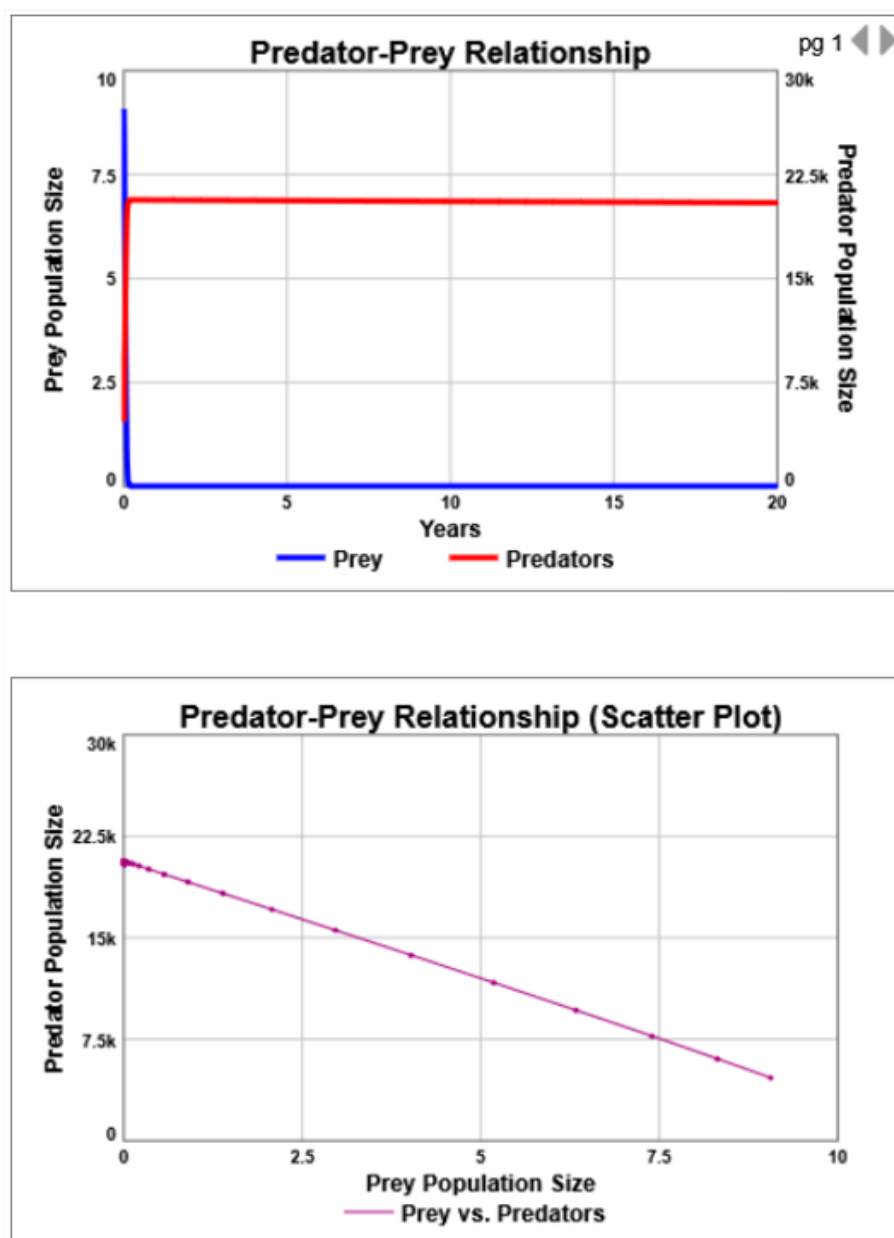 Predator-Prey Relationship
pg 1
10
30k
7.5
22.5k
5
15k
2.5
7.5k
0
0
Prey Population Size
Predator Population Size
0 5 10 15 20
Years
Prey Predators
Predator-Prey Relationship (Scatter Plot)
30k
22.5k
15k
7.5k
0
Predator Population Size
0 2.5 5 7.5 10
Prey Population Size
Prey vs. Predators